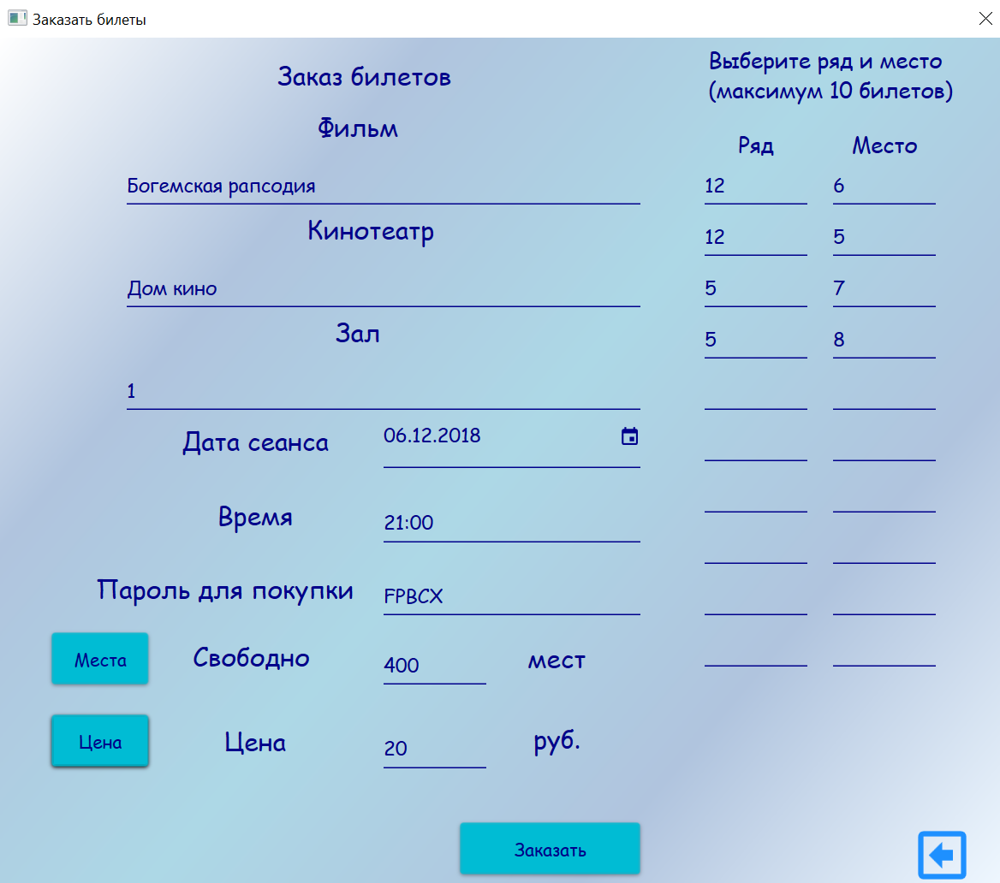 Заказать билеты
Заказ билетов
Фильм
Богемская рапсодия
Кинотеатр
Дом кино
Зал
1
Дата сеанса 06.12.2018
Время 21:00
Пароль для покупки FPBCX
Места Свободно 400 мест
Цена Цена 20 руб.
Заказать
Выберите ряд и место
(максимум 10 билетов)
Ряд Место
12 6
12 5
5 7
5 8